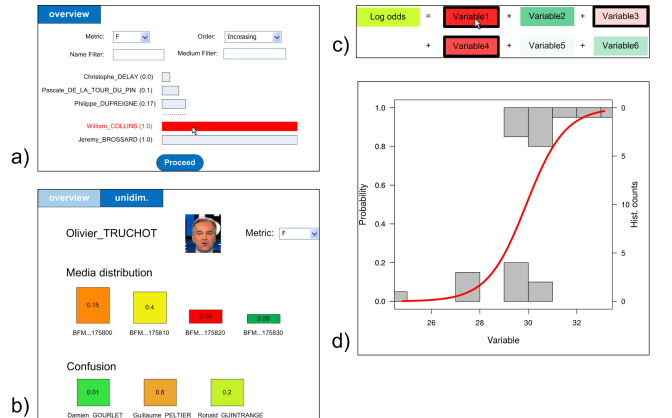 overview
Metric: F Order: Increasing
Name Filter: Medium Filter:
Christophe_DELAY (0.0)
Pascale_DE_LA_TOUR_DU_PIN (0.1)
Philippe_DUFREIGNE (0.17)
...........
William_COLLINS (1.0)
Jeremy_BROSSARD (1.0)
Proceed
a)
overview unidim.
Olivier_TRUCHOT Metric: F
Media distribution
0.15 0.4 0.05 0.98
BFM...175800 BFM...175810 BFM...175820 BFM...175830
Confusion
0.01 0.6 0.2
Damien_GOURLET Guillaume_PELTIER Ronald_GUINTRANGE
b)
c)
Log odds = Variable1 + Variable2 + Variable3
+ Variable4 + Variable5 + Variable6
d)
Probability
1.0
0.8
0.6
0.4
0.2
0.0
26 28 30 32
Variable
0
5
10
5
0
Hist. counts